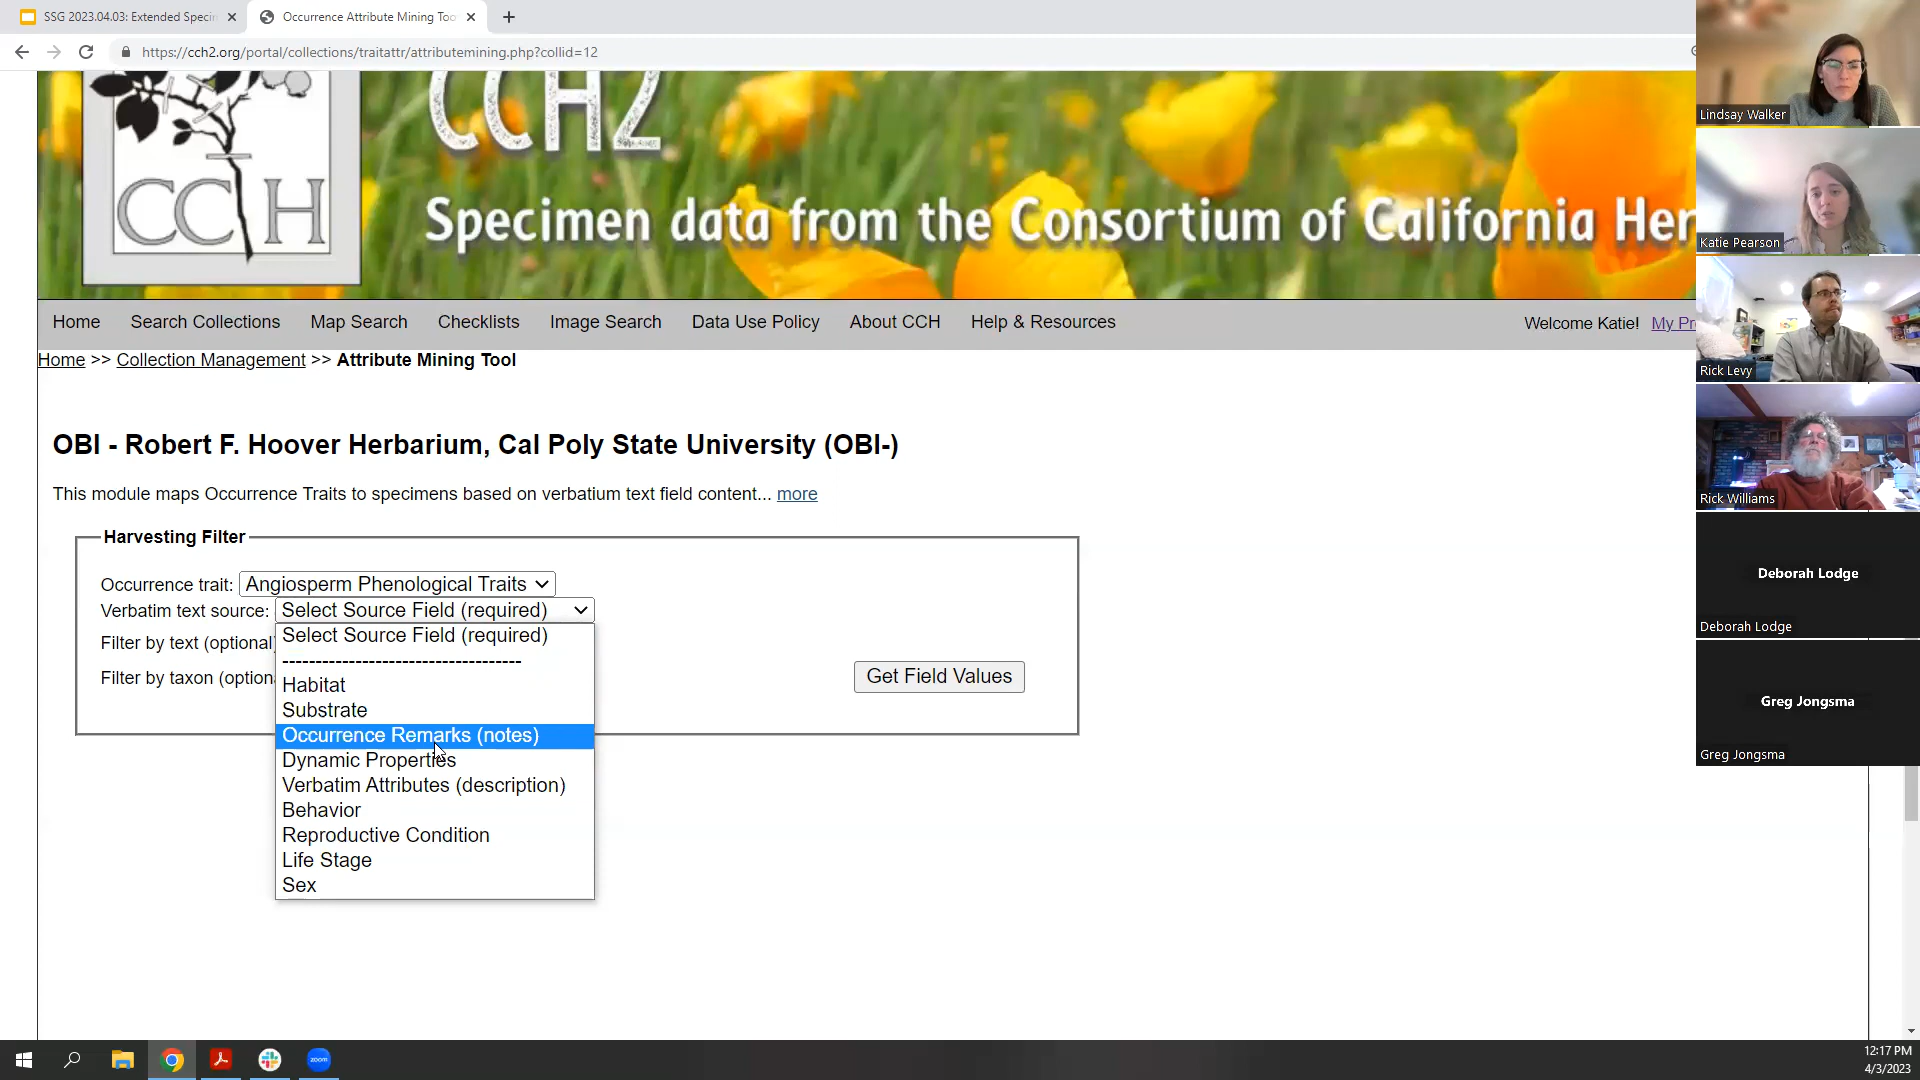 SSG 2023.04.03: Extended Speci
Occurrence Attribute Mining Too
https://cch2.org/portal/collections/traitattr/attributemining.php?collid=12
CCH2
CCH
Specimen data from the Consortium of California Her
Home Search Collections Map Search Checklists Image Search Data Use Policy About CCH Help & Resources
Welcome Katie! My Pr
Home >> Collection Management >> Attribute Mining Tool
OBI - Robert F. Hoover Herbarium, Cal Poly State University (OBI-)
This module maps Occurrence Traits to specimens based on verbatium text field content... more
Harvesting Filter
Occurrence trait: Angiosperm Phenological Traits
Verbatim text source: Select Source Field (required)
Filter by text (optional)
Filter by taxon (option
Select Source Field (required)
------------------------------------
Habitat
Substrate
Occurrence Remarks (notes)
Dynamic Properties
Verbatim Attributes (description)
Behavior
Reproductive Condition
Life Stage
Sex
Get Field Values
Lindsay Walker
Katie Pearson
Rick Levy
Rick Williams
Deborah Lodge
Deborah Lodge
Greg Jongsma
Greg Jongsma
zoom
12:17 PM
4/3/2023